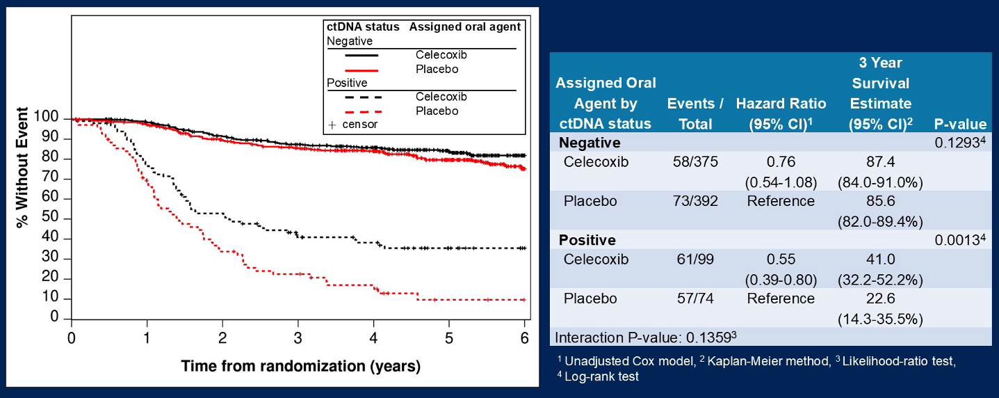 ctDNA status Assigned oral agent
Negative
Celecoxib
Placebo
Positive
Celecoxib
Placebo
+ censor
% Without Event
100
90
80
70
60
50
40
30
20
10
0
0 1 2 3 4 5 6
Time from randomization (years)
Assigned Oral Agent by ctDNA status Events / Total Hazard Ratio (95% CI)¹ 3 Year Survival Estimate (95% CI)² P-value
Negative 0.1293⁴
Celecoxib 58/375 0.76 87.4
(0.54-1.08) (84.0-91.0%)
Placebo 73/392 Reference 85.6
(82.0-89.4%)
Positive 0.0013⁴
Celecoxib 61/99 0.55 41.0
(0.39-0.80) (32.2-52.2%)
Placebo 57/74 Reference 22.6
(14.3-35.5%)
Interaction P-value: 0.1359³
¹ Unadjusted Cox model, ² Kaplan-Meier method, ³ Likelihood-ratio test,
⁴ Log-rank test